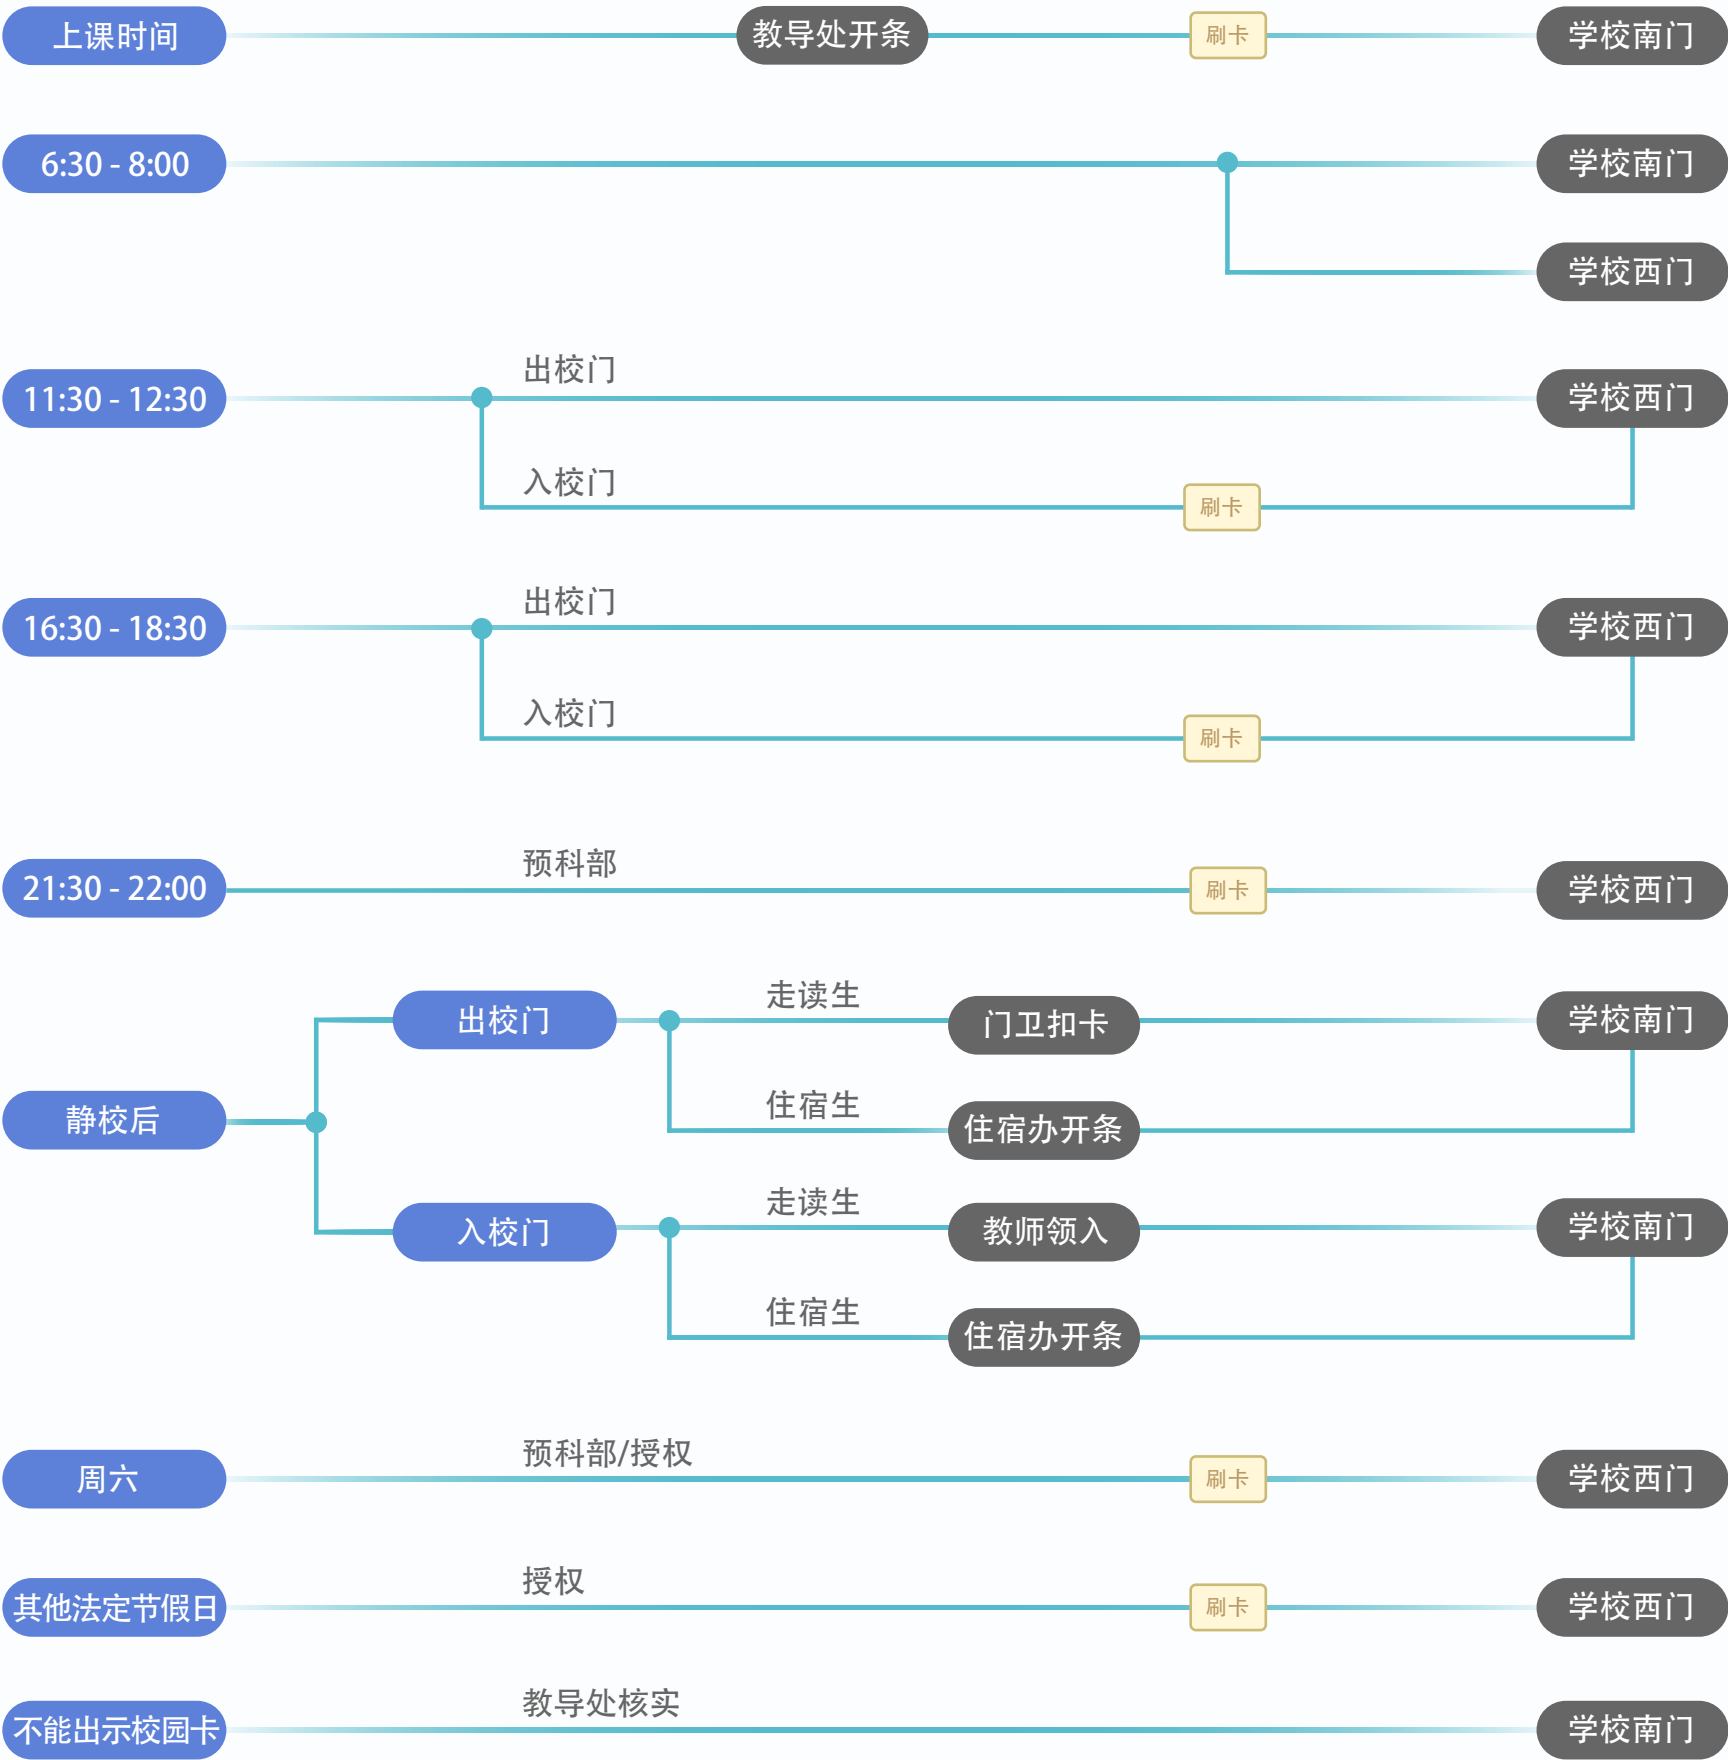 上课时间
教导处开条
刷卡
学校南门
6:30 - 8:00
学校南门
学校西门
出校门
11:30 - 12:30
学校西门
入校门
刷卡
出校门
16:30 - 18:30
学校西门
入校门
刷卡
预科部
21:30 - 22:00
刷卡
学校西门
静校后
出校门
走读生
门卫扣卡
学校南门
住宿生
住宿办开条
入校门
走读生
教师领入
学校南门
住宿生
住宿办开条
预科部/授权
周六
刷卡
学校西门
授权
其他法定节假日
刷卡
学校西门
教导处核实
不能出示校园卡
学校南门